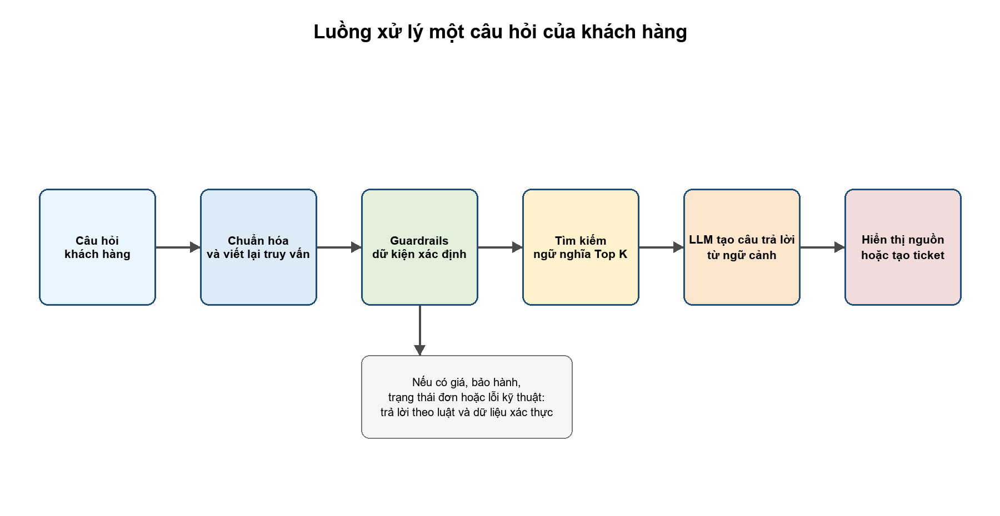 Luồng xử lý một câu hỏi của khách hàng
Câu hỏi
khách hàng
Chuẩn hóa
và viết lại truy vấn
Guardrails
dữ kiện xác định
Tìm kiếm
ngữ nghĩa Top K
LLM tạo câu trả lời
từ ngữ cảnh
Hiển thị nguồn
hoặc tạo ticket
Nếu có giá, bảo hành,
trạng thái đơn hoặc lỗi kỹ thuật:
trả lời theo luật và dữ liệu xác thực